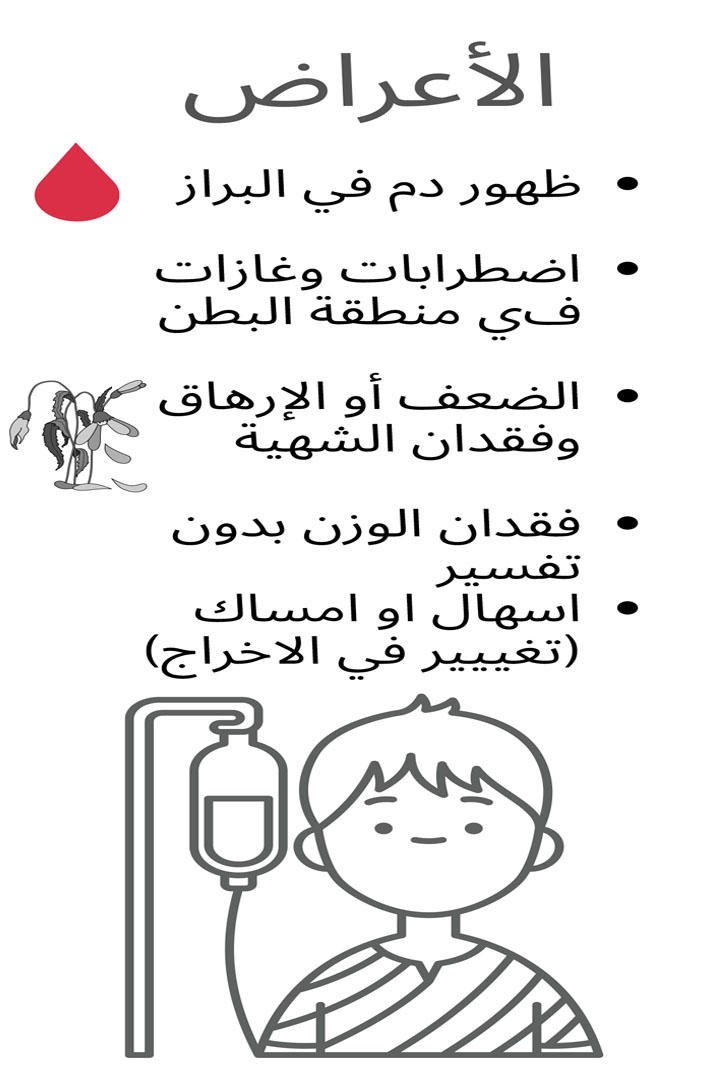 الأعراض
• ظهور دم في البراز
• اضطرابات وغازات
في منطقة البطن
• الضعف أو الإرهاق
وفقدان الشهية
• فقدان الوزن بدون
تفسير
• اسهال او امساك
(تغييير في الاخراج)